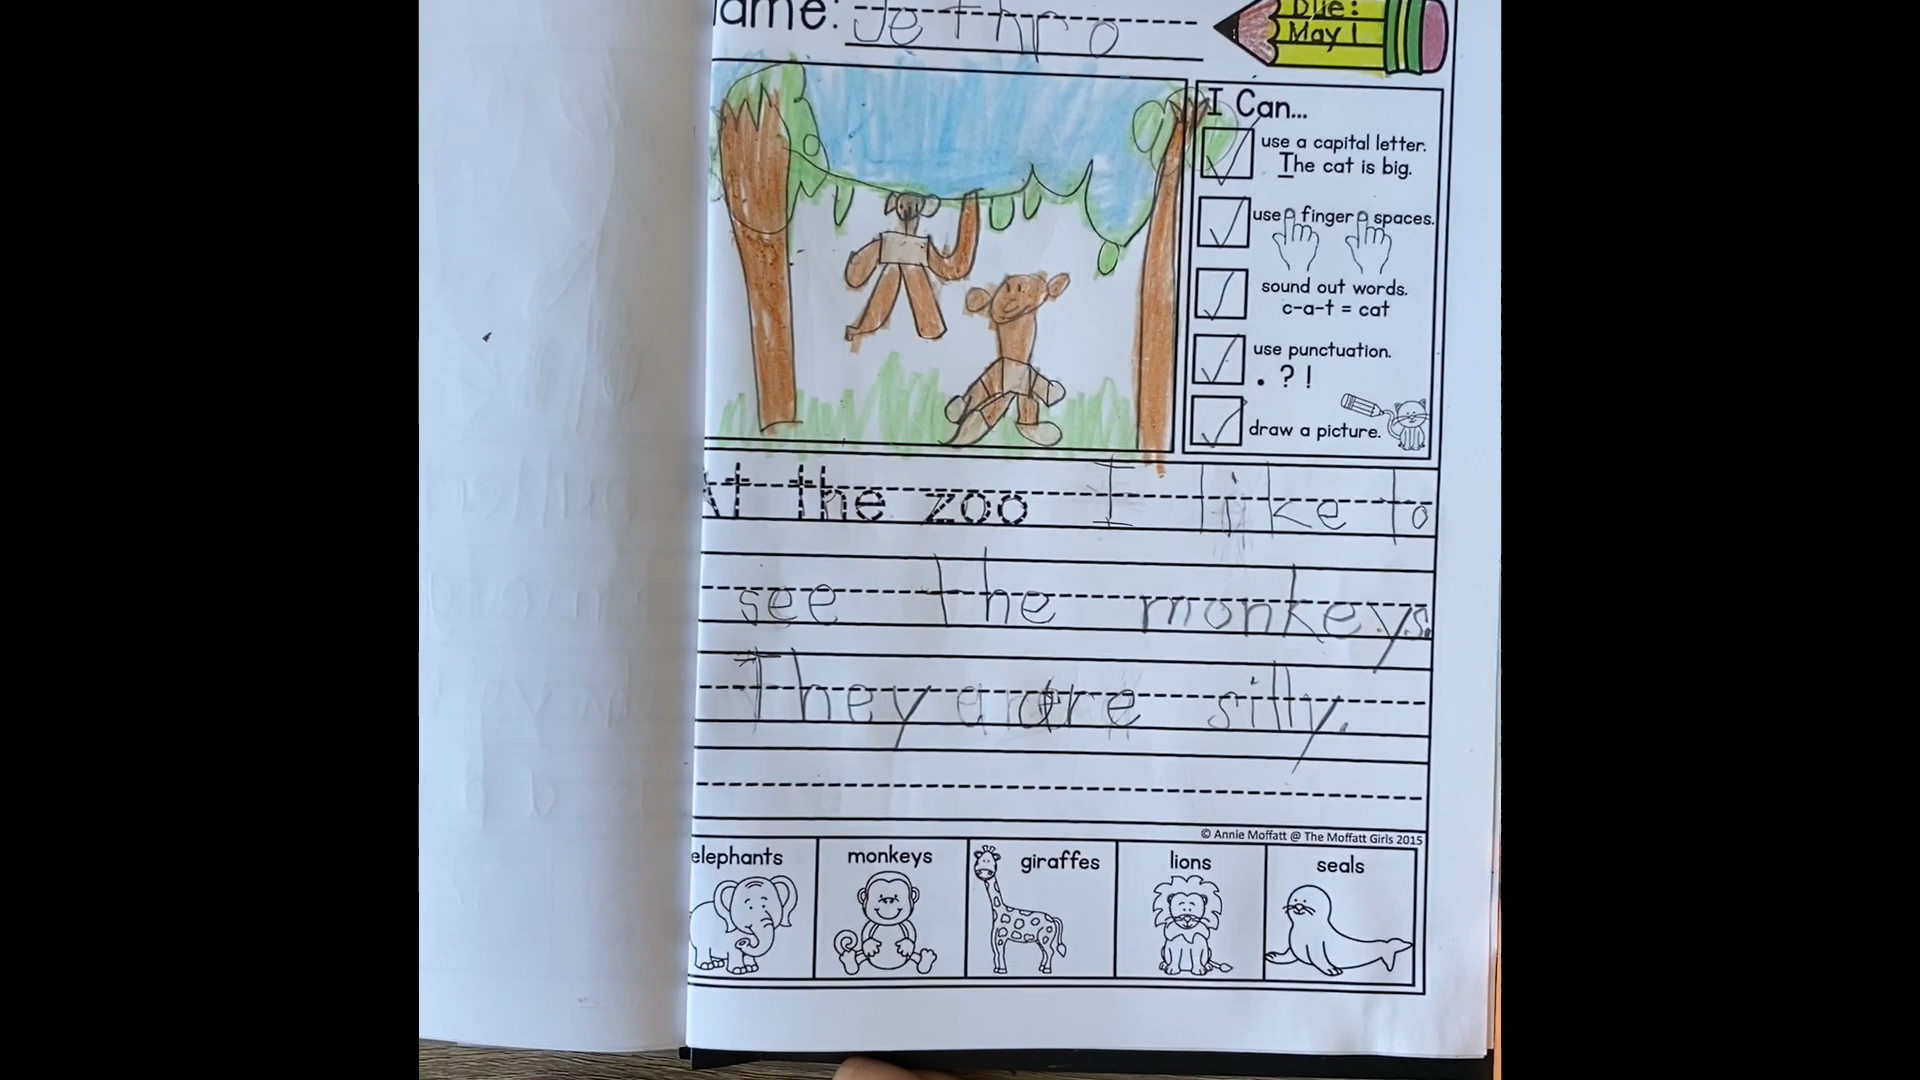 ame: Jethro
Due:
May 1
I Can...
use a capital letter.
The cat is big.
use finger spaces.
sound out words.
c-a-t = cat
use punctuation.
. ? !
draw a picture.
At the zoo I like to
see the monkeys.
They are silly.
© Annie Moffatt @ The Moffatt Girls 2015
elephants monkeys giraffes lions seals